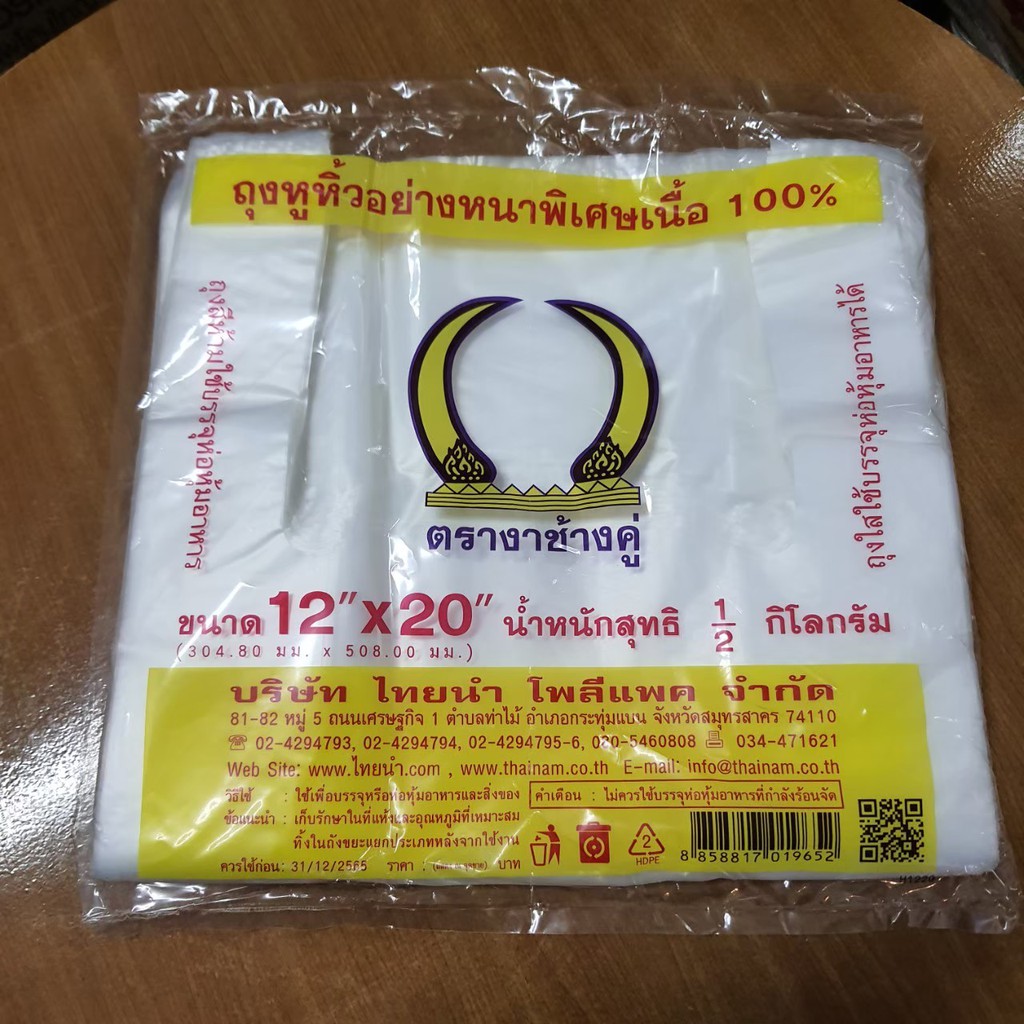 ถุงหูหิ้วอย่างหนาพิเศษเนื้อ 100%
ถุงสีห้ามใช้บรรจุห่อหุ้มอาหาร
ถุงใสใช้บรรจุห่อหุ้มอาหารได้
ตรางาช้างคู่
ขนาด 12" x 20" น้ำหนักสุทธิ 1/2 กิโลกรัม
(304.80 มม. x 508.00 มม.)
บริษัท ไทยนำ โพลีแพค จำกัด
81-82 หมู่ 5 ถนนเศรษฐกิจ 1 ตำบลท่าไม้ อำเภอกระทุ่มแบน จังหวัดสมุทรสาคร 74110
02-4294793, 02-4294794, 02-4294795-6, 080-5460808 034-471621
Web Site: www.ไทยนำ.com , www.thainam.co.th E-mail: info@thainam.co.th
วิธีใช้ : ใช้เพื่อบรรจุหรือห่อหุ้มอาหารและสิ่งของ
คำเตือน : ไม่ควรใช้บรรจุห่อหุ้มอาหารที่กำลังร้อนจัด
ข้อแนะนำ : เก็บรักษาในที่แห้งและอุณหภูมิที่เหมาะสม
ทิ้งในถังขยะแยกประเภทหลังจากใช้งาน
ควรใช้ก่อน: 31/12/2565 ราคา : บาท
2
HDPE
8 858817 019652